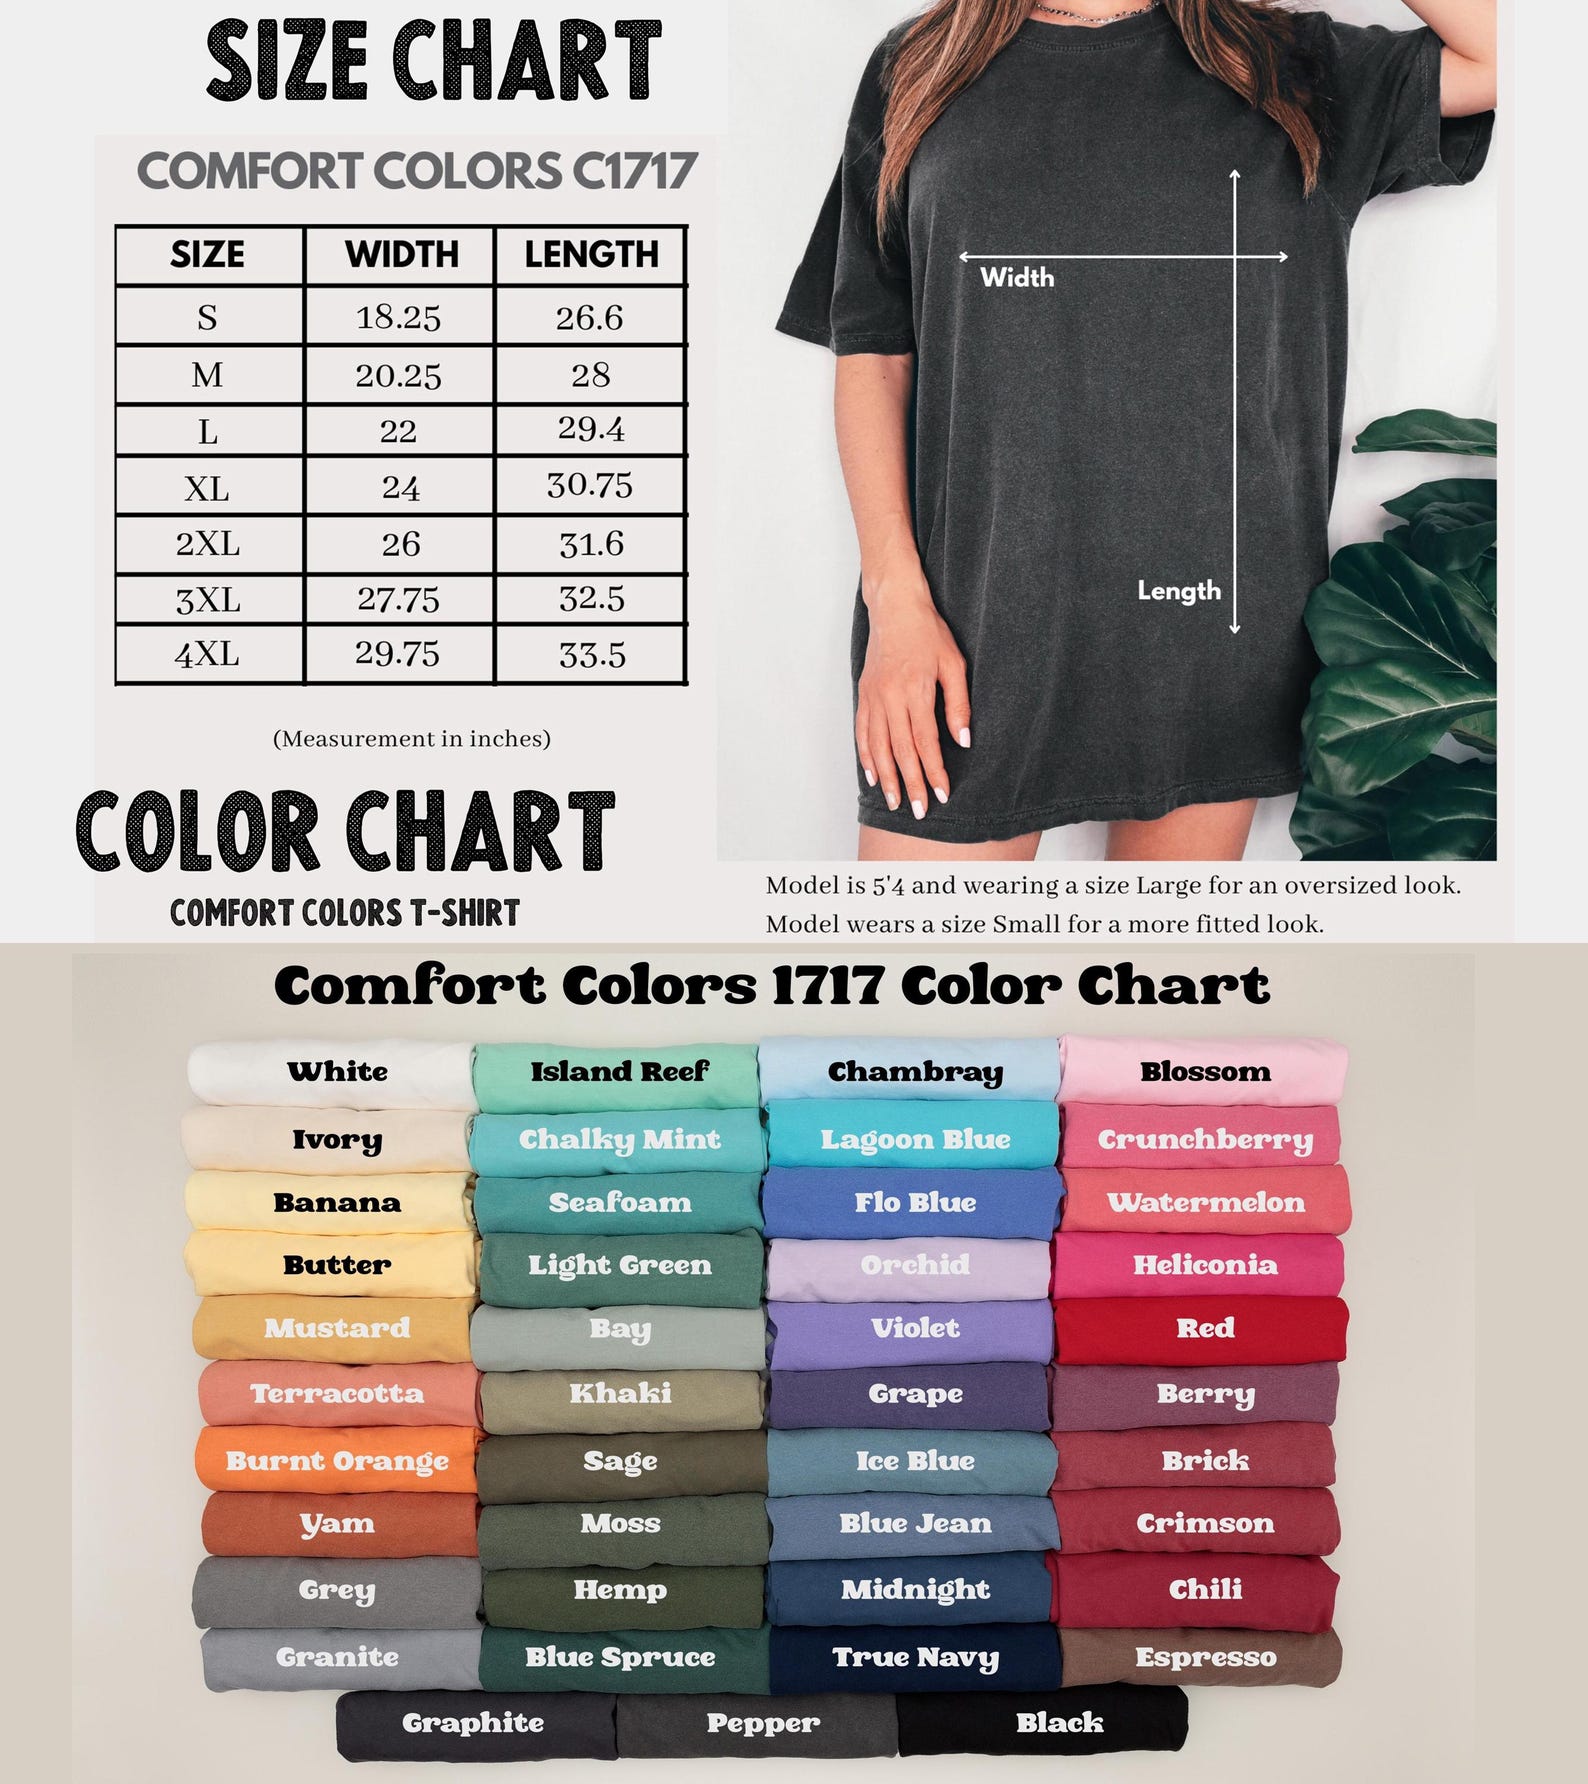 SIZE CHART
COMFORT COLORS C1717
SIZE WIDTH LENGTH
S 18.25 26.6
M 20.25 28
L 22 29.4
XL 24 30.75
2XL 26 31.6
3XL 27.75 32.5
4XL 29.75 33.5
(Measurement in inches)
Width
Length
Model is 5'4 and wearing a size Large for an oversized look.
Model wears a size Small for a more fitted look.
COLOR CHART
COMFORT COLORS T-SHIRT
Comfort Colors 1717 Color Chart
White Island Reef Chambray Blossom
Ivory Chalky Mint Lagoon Blue Crunchberry
Banana Seafoam Flo Blue Watermelon
Butter Light Green Orchid Heliconia
Mustard Bay Violet Red
Terracotta Khaki Grape Berry
Burnt Orange Sage Ice Blue Brick
Yam Moss Blue Jean Crimson
Grey Hemp Midnight Chili
Granite Blue Spruce True Navy Espresso
Graphite Pepper Black